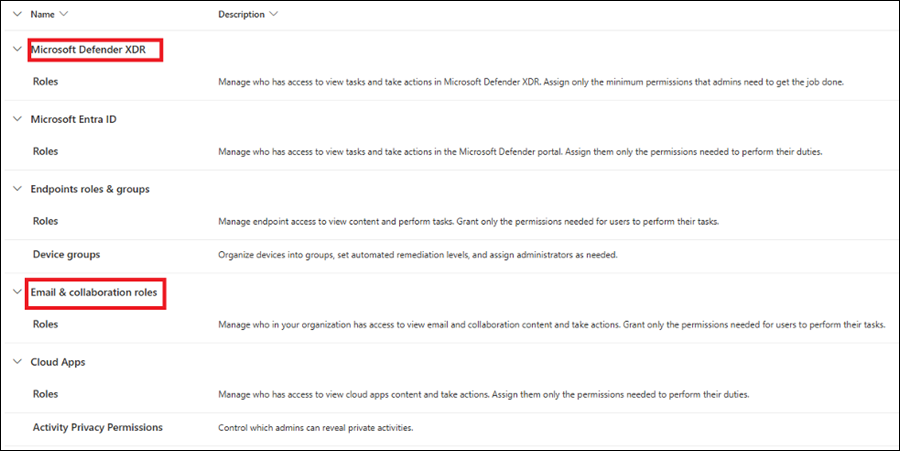 Name Description
Microsoft Defender XDR
Roles Manage who has access to view tasks and take actions in Microsoft Defender XDR. Assign only the minimum permissions that admins need to get the job done.
Microsoft Entra ID
Roles Manage who has access to view tasks and take actions in the Microsoft Defender portal. Assign them only the permissions needed to perform their duties.
Endpoints roles & groups
Roles Manage endpoint access to view content and perform tasks. Grant only the permissions needed for users to perform their tasks.
Device groups Organize devices into groups, set automated remediation levels, and assign administrators as needed.
Email & collaboration roles
Roles Manage who in your organization has access to view email and collaboration content and take actions. Grant only the permissions needed for users to perform their tasks.
Cloud Apps
Roles Manage who has access to view cloud apps content and take actions. Assign them only the permissions needed to perform their duties.
Activity Privacy Permissions Control which admins can reveal private activities.